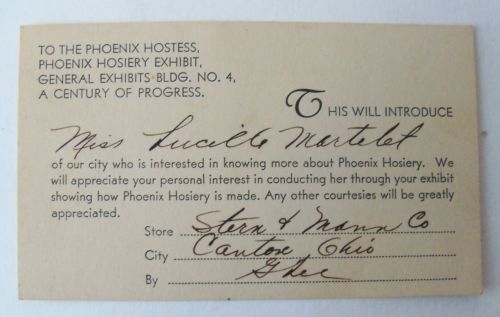 TO THE PHOENIX HOSTESS,
PHOENIX HOSIERY EXHIBIT,
GENERAL EXHIBITS BLDG. NO. 4,
A CENTURY OF PROGRESS.
THIS WILL INTRODUCE
Miss Lucille Martelet
of our city who is interested in knowing more about Phoenix Hosiery. We
will appreciate your personal interest in conducting her through your exhibit
showing how Phoenix Hosiery is made. Any other courtesies will be greatly
appreciated.
Store Stern & Mann Co
City Canton Ohio
By